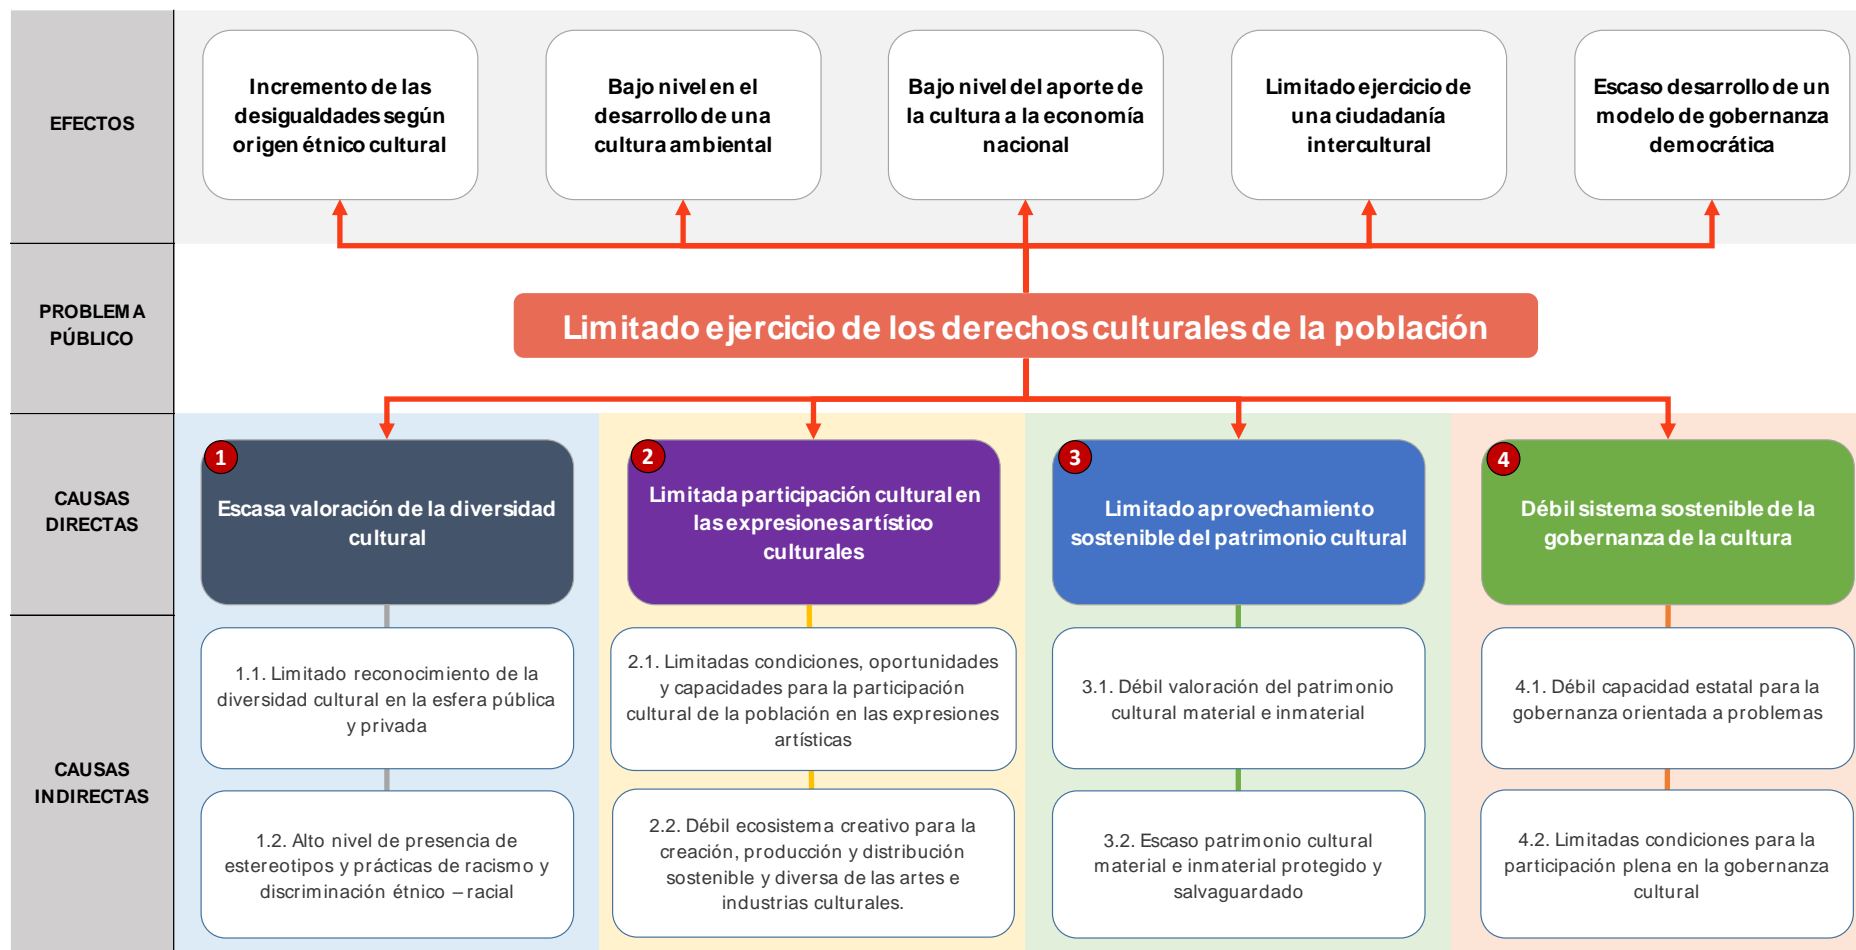 EFECTOS
Incremento de las
desigualdades según
origen étnico cultural
Bajo nivel en el
desarrollo de una
cultura ambiental
Bajo nivel del aporte de
la cultura a la economía
nacional
Limitado ejercicio de
una ciudadanía
intercultural
Escaso desarrollo de un
modelo de gobernanza
democrática
PROBLEMA
PÚBLICO
Limitado ejercicio de los derechos culturales de la población
CAUSAS
DIRECTAS
1
Escasa valoración de la diversidad
cultural
2
Limitada participación cultural en
las expresiones artístico
culturales
3
Limitado aprovechamiento
sostenible del patrimonio cultural
4
Débil sistema sostenible de la
gobernanza de la cultura
CAUSAS
INDIRECTAS
1.1. Limitado reconocimiento de la
diversidad cultural en la esfera pública
y privada
2.1. Limitadas condiciones, oportunidades
y capacidades para la participación
cultural de la población en las expresiones
artísticas
3.1. Débil valoración del patrimonio
cultural material e inmaterial
4.1. Débil capacidad estatal para la
gobernanza orientada a problemas
1.2. Alto nivel de presencia de
estereotipos y prácticas de racismo y
discriminación étnico – racial
2.2. Débil ecosistema creativo para la
creación, producción y distribución
sostenible y diversa de las artes e
industrias culturales.
3.2. Escaso patrimonio cultural
material e inmaterial protegido y
salvaguardado
4.2. Limitadas condiciones para la
participación plena en la gobernanza
cultural